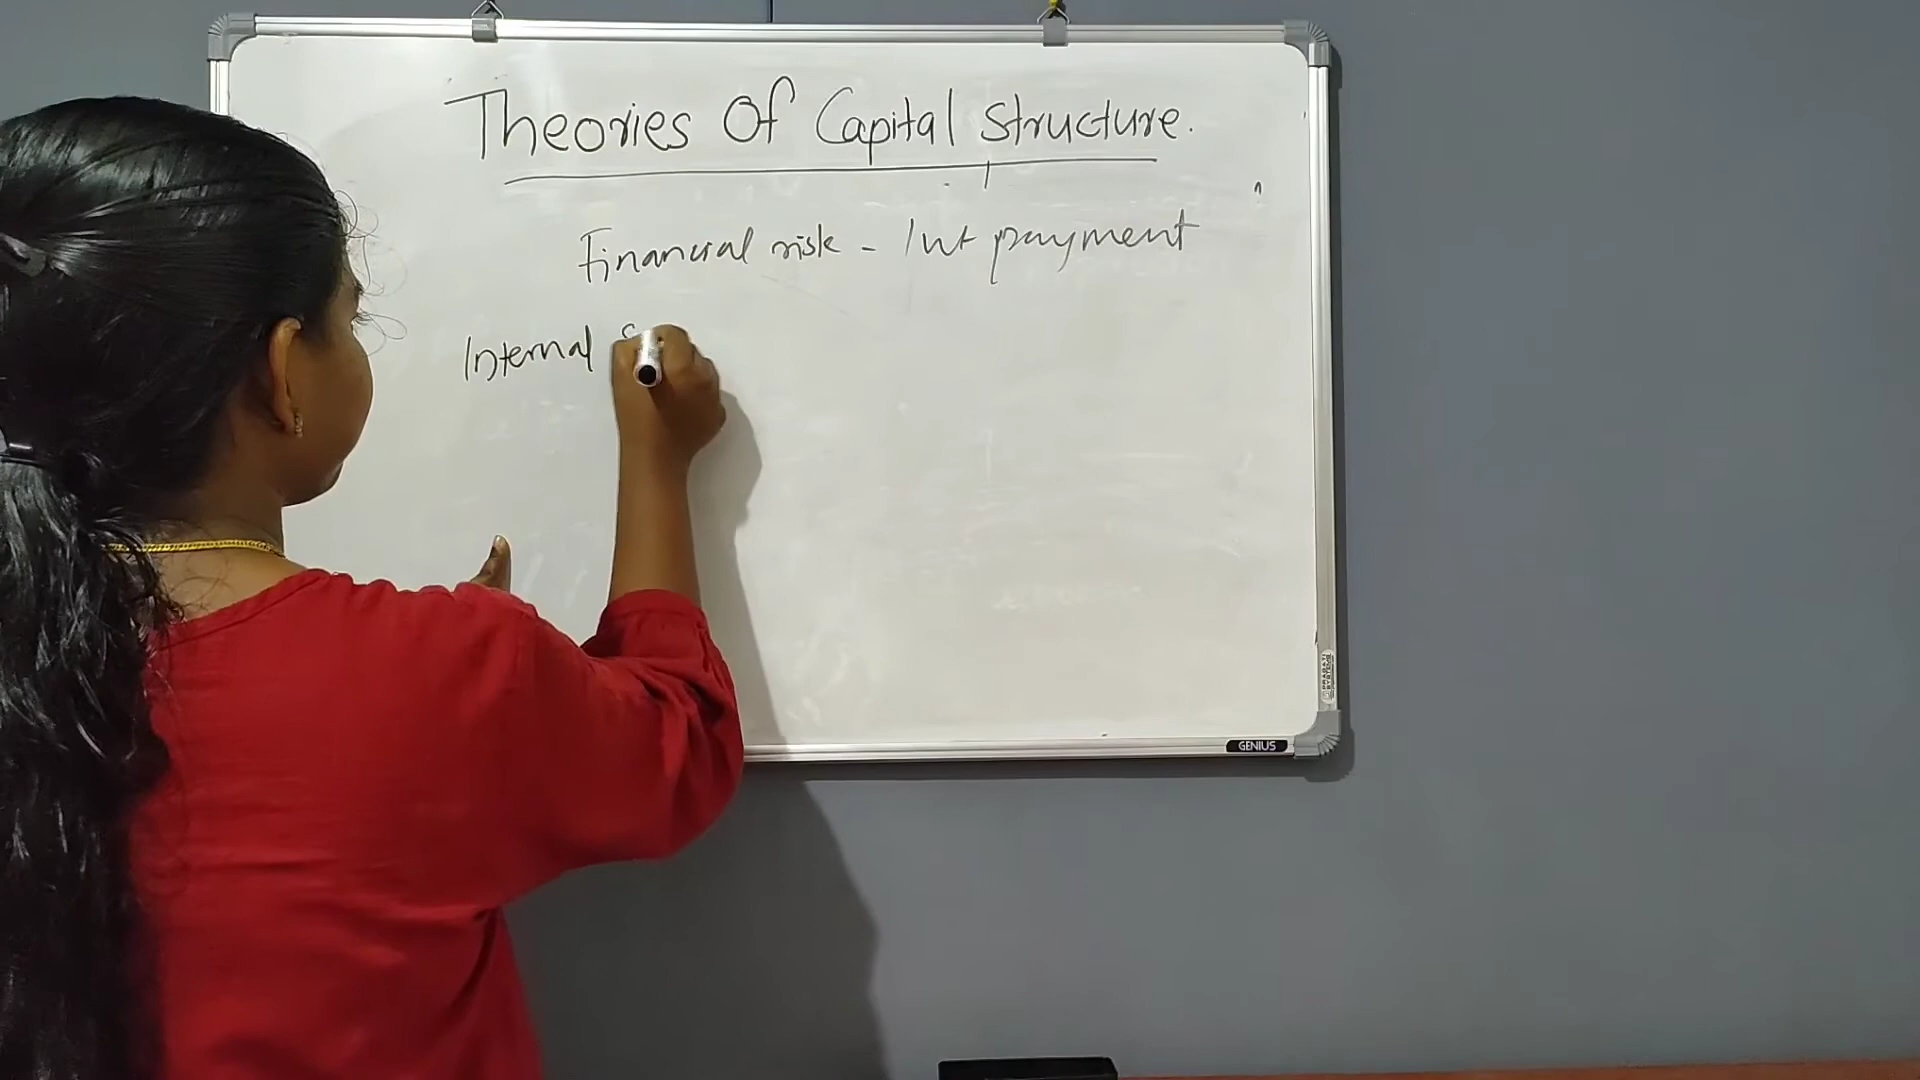 Theories Of Capital Structure.
Financial risk - Int payment
Internal
GENIUS